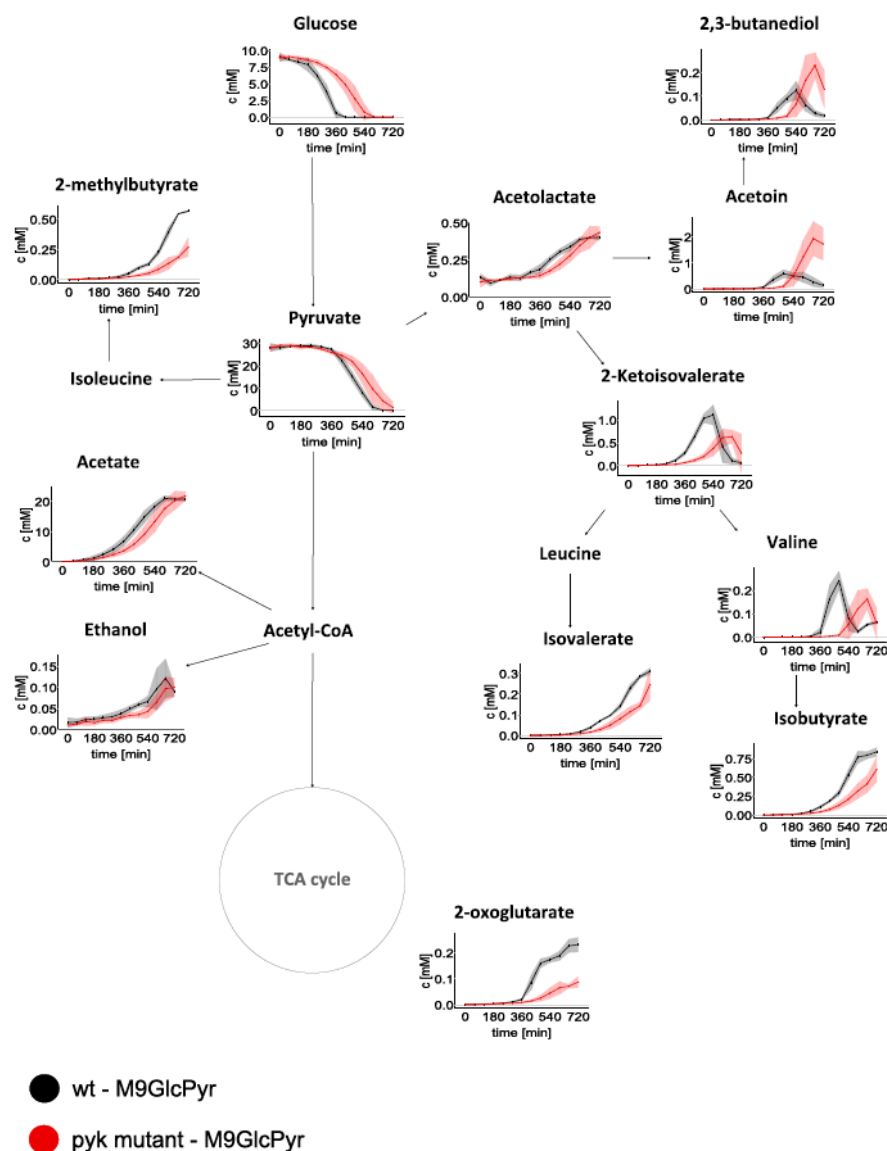 Glucose
10.0
7.5
5.0
2.5
0.0
c [mM]
0 180 360 540 720
time [min]
2,3-butanediol
0.2
0.1
0.0
c [mM]
0 180 360 540 720
time [min]
2-methylbutyrate
0.50
0.25
0.00
c [mM]
0 180 360 540 720
time [min]
Acetolactate
0.50
0.25
0.00
c [mM]
0 180 360 540 720
time [min]
Acetoin
2
1
0
c [mM]
0 180 360 540 720
time [min]
Pyruvate
30
20
10
0
c [mM]
0 180 360 540 720
time [min]
Isoleucine
2-Ketoisovalerate
1.0
0.5
0.0
c [mM]
0 180 360 540 720
time [min]
Acetate
20
10
0
c [mM]
0 180 360 540 720
time [min]
Leucine
Valine
0.2
0.1
0.0
c [mM]
0 180 360 540 720
time [min]
Ethanol
0.15
0.10
0.05
0.00
c [mM]
0 180 360 540 720
time [min]
Acetyl-CoA
Isovalerate
0.3
0.2
0.1
0.0
c [mM]
0 180 360 540 720
time [min]
Isobutyrate
0.75
0.50
0.25
0.00
c [mM]
0 180 360 540 720
time [min]
TCA cycle
2-oxoglutarate
0.2
0.1
0.0
c [mM]
0 180 360 540 720
time [min]
wt - M9GlcPyr
pyk mutant - M9GlcPyr